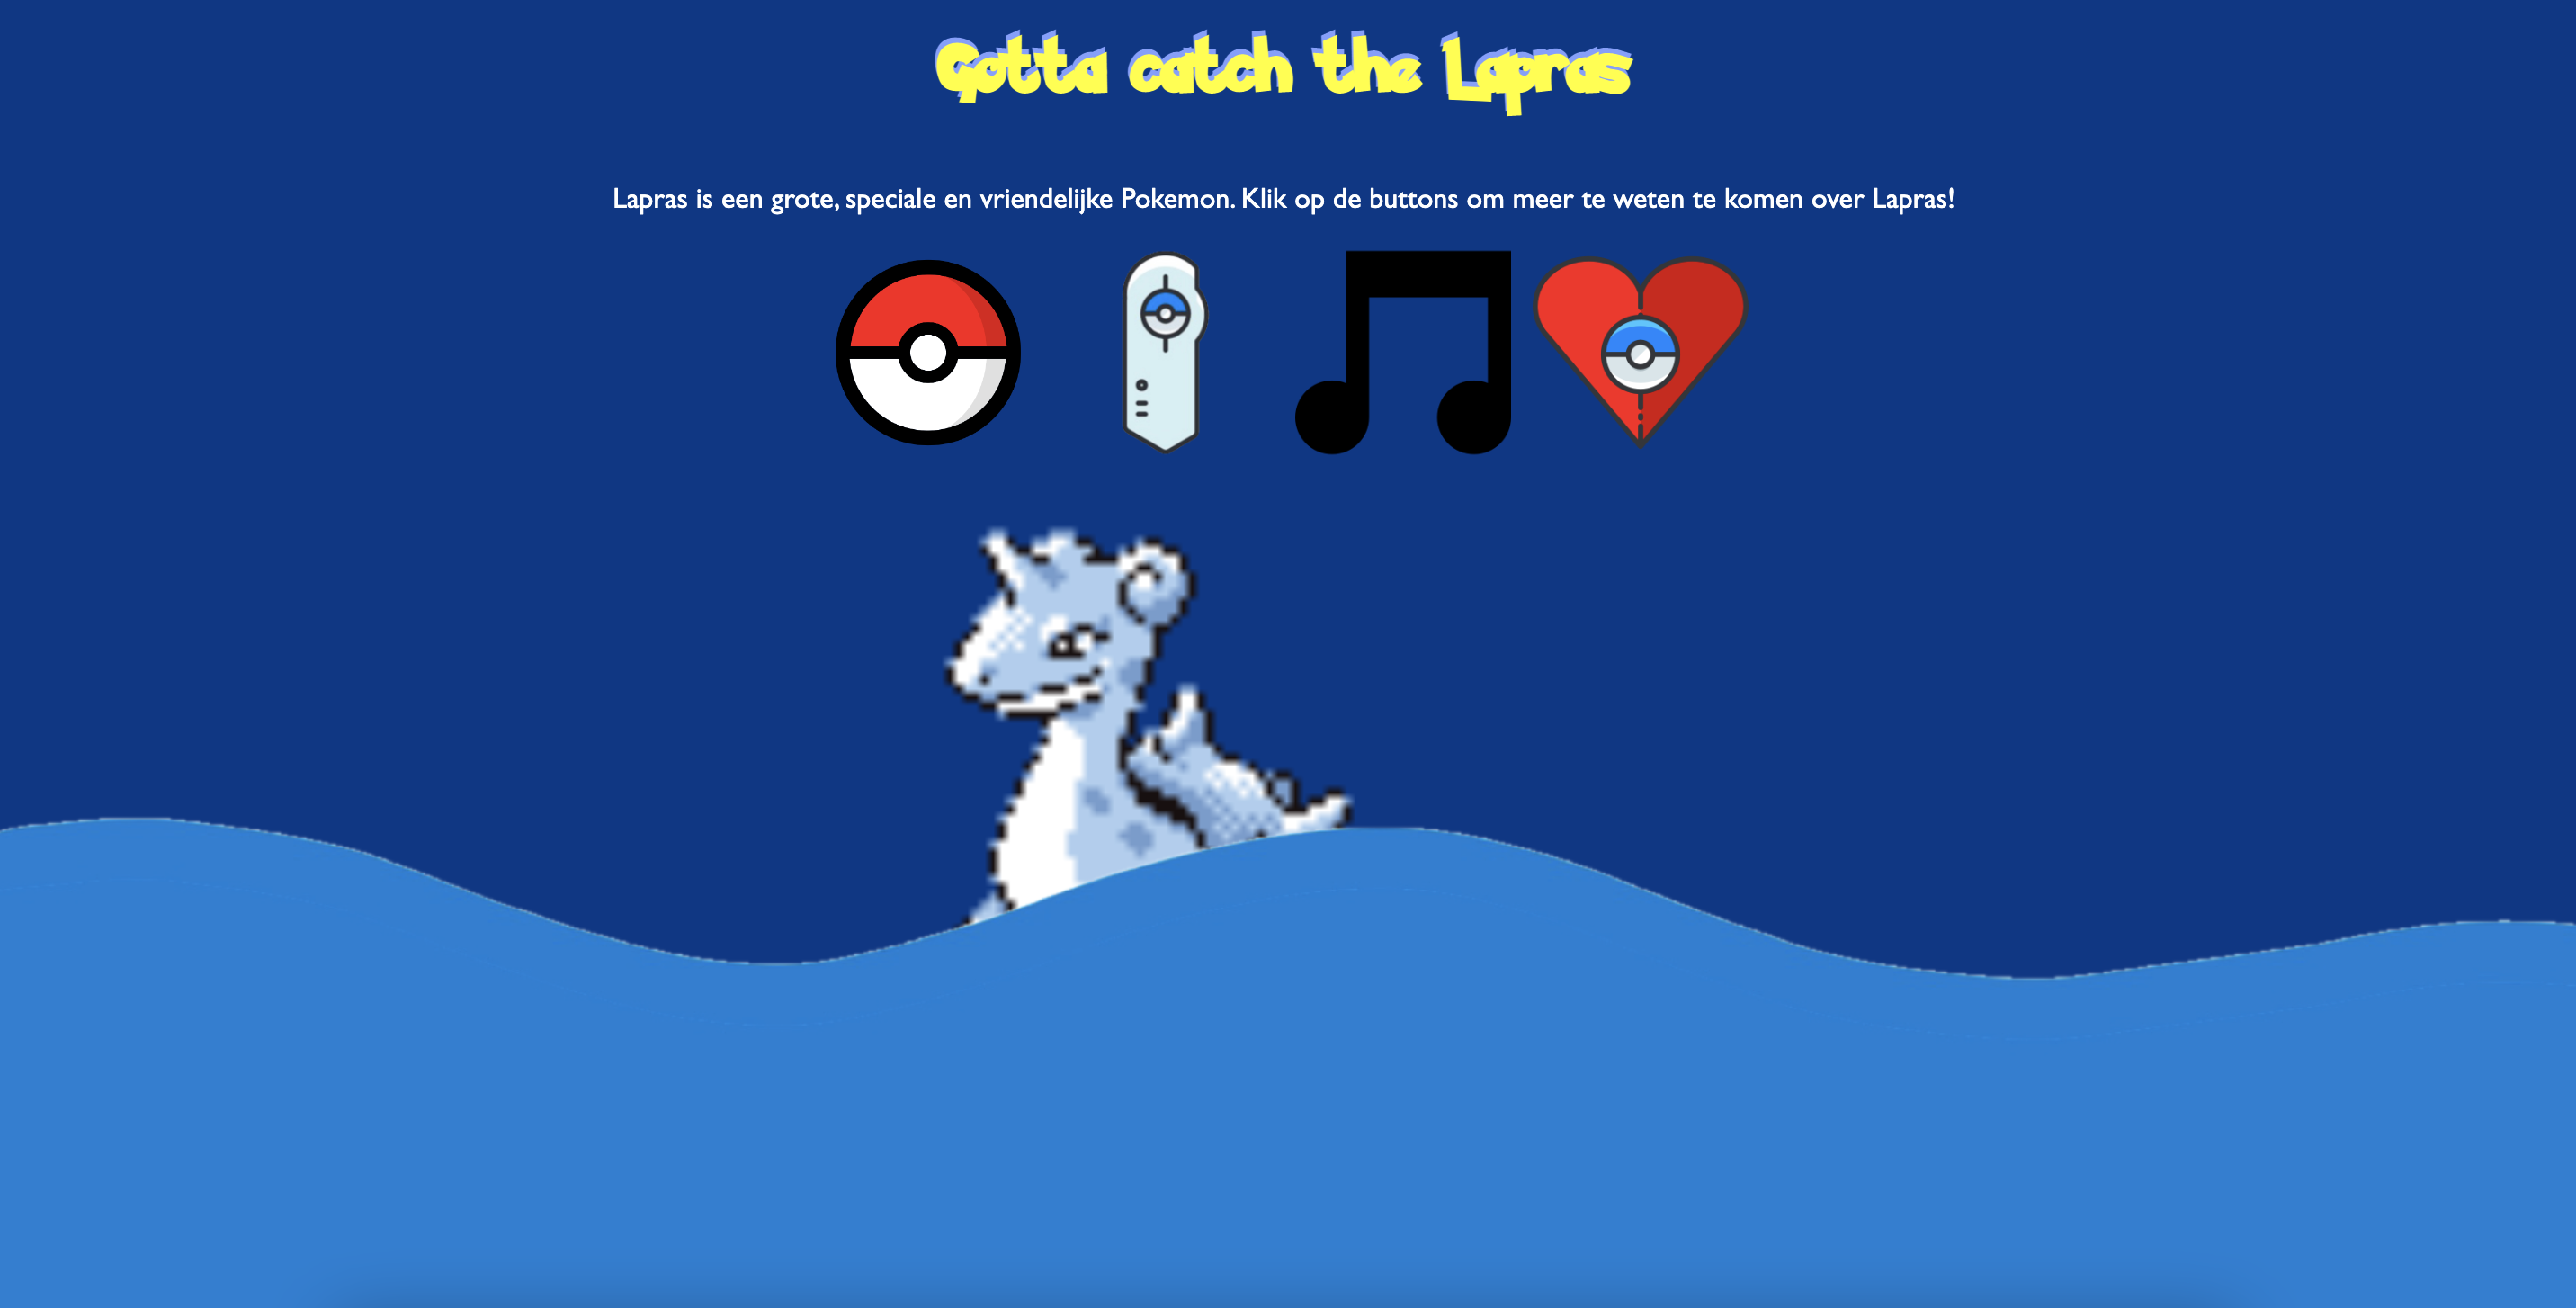 Gotta catch the Lapras
Lapras is een grote, speciale en vriendelijke Pokemon. Klik op de buttons om meer te weten te komen over Lapras!